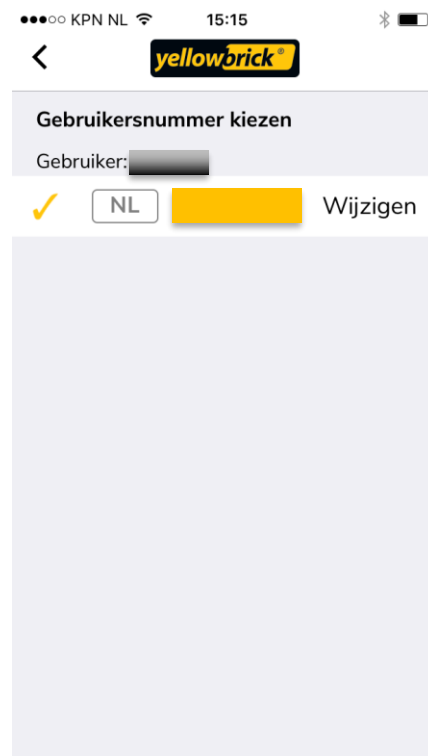 KPN NL 15:15
yellowbrick®
Gebruikersnummer kiezen
Gebruiker:
NL Wijzigen